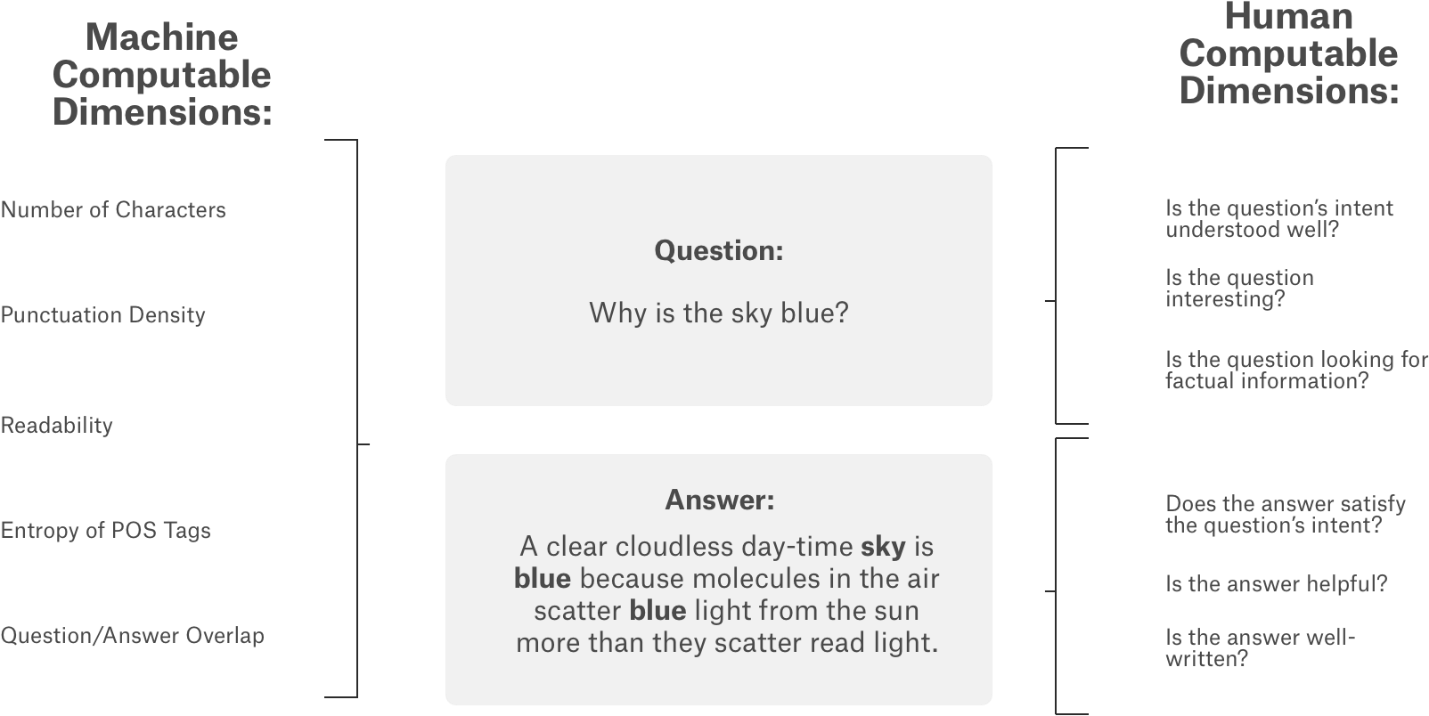 Machine
Computable
Dimensions:
Number of Characters
Punctuation Density
Readability
Entropy of POS Tags
Question/Answer Overlap
Question:
Why is the sky blue?
Answer:
A clear cloudless day-time sky is
blue because molecules in the air
scatter blue light from the sun
more than they scatter read light.
Human
Computable
Dimensions:
Is the question’s intent
understood well?
Is the question
interesting?
Is the question looking for
factual information?
Does the answer satisfy
the question’s intent?
Is the answer helpful?
Is the answer well-
written?